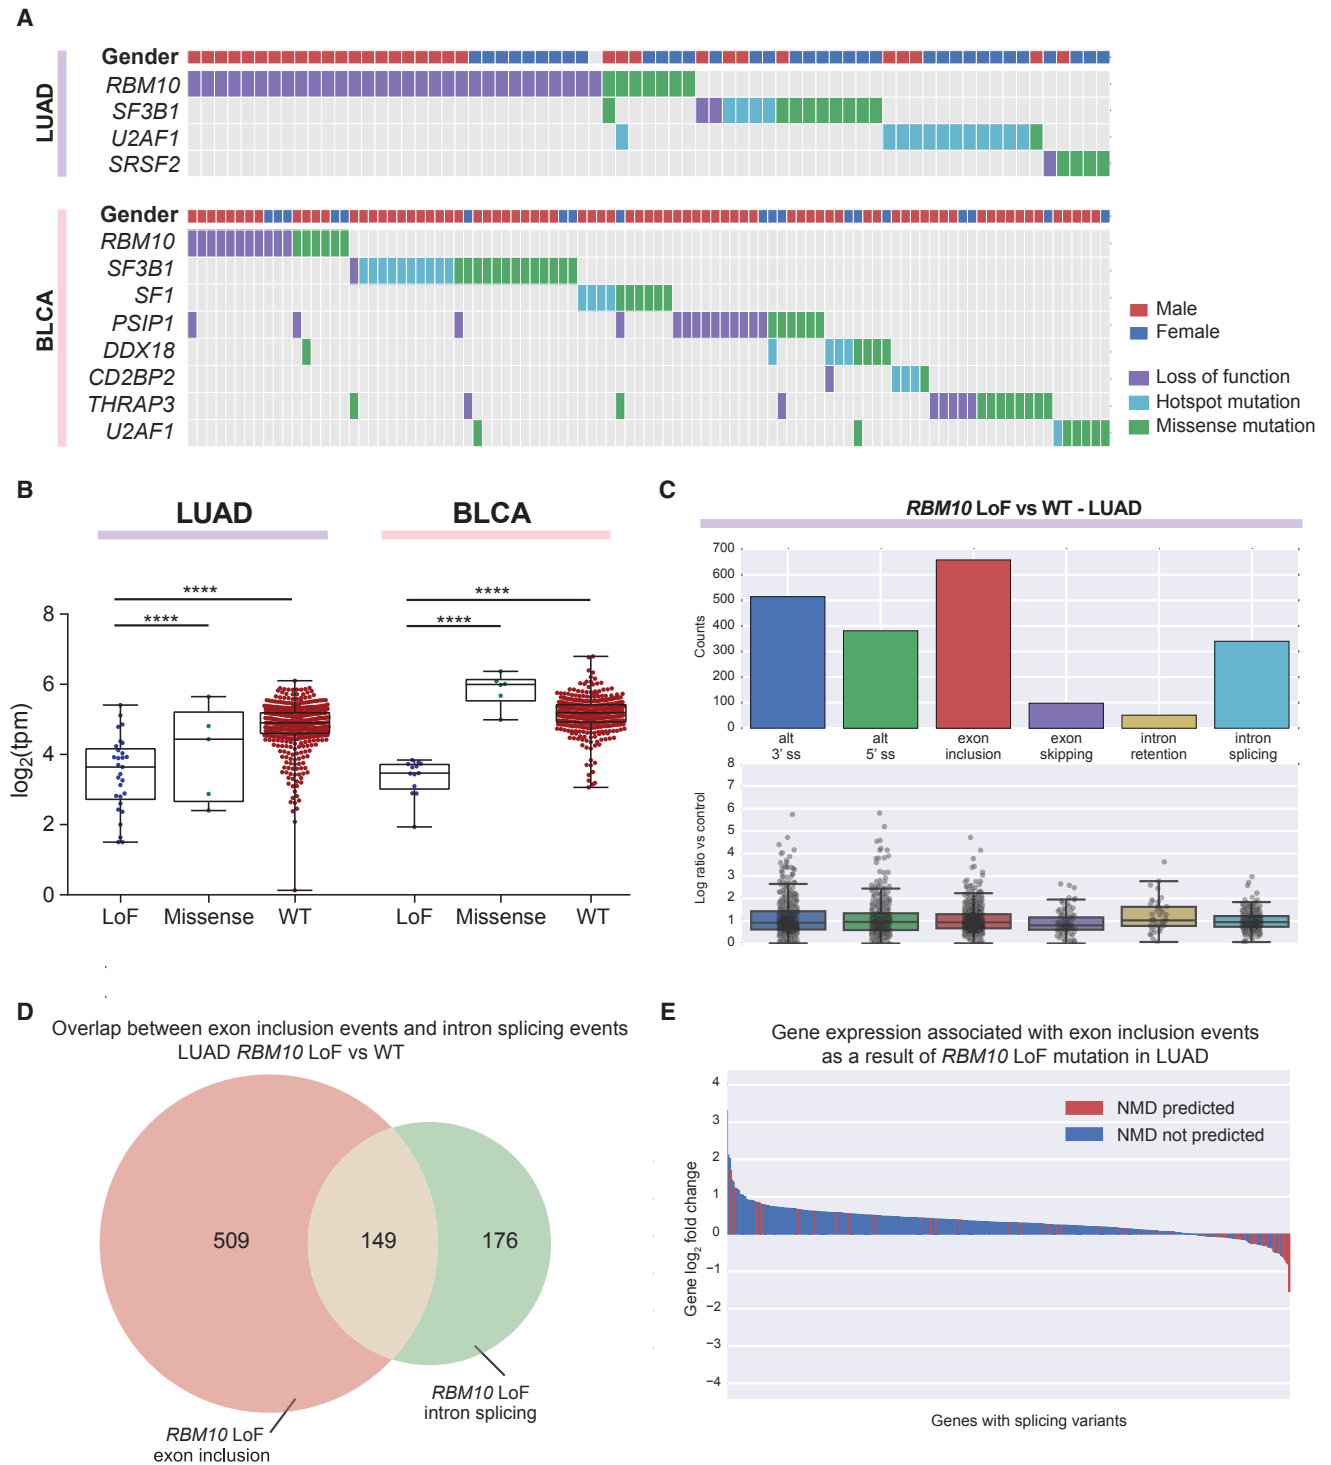 A
LUAD
Gender
RBM10
SF3B1
U2AF1
SRSF2
BLCA
Gender
RBM10
SF3B1
SF1
PSIP1
DDX18
CD2BP2
THRAP3
U2AF1
Male
Female
Loss of function
Hotspot mutation
Missense mutation
B
LUAD
BLCA
****
****
****
****
log2(tpm)
8
6
4
2
0
LoF
Missense
WT
LoF
Missense
WT
C
RBM10 LoF vs WT - LUAD
Counts
700
600
500
400
300
200
100
0
alt
3' ss
alt
5' ss
exon
inclusion
exon
skipping
intron
retention
intron
splicing
Log ratio vs control
8
7
6
5
4
3
2
1
0
D
Overlap between exon inclusion events and intron splicing events
LUAD RBM10 LoF vs WT
509
149
176
RBM10 LoF
intron splicing
RBM10 LoF
exon inclusion
E
Gene expression associated with exon inclusion events
as a result of RBM10 LoF mutation in LUAD
NMD predicted
NMD not predicted
Gene log2 fold change
4
3
2
1
0
−1
−2
−3
−4
Genes with splicing variants